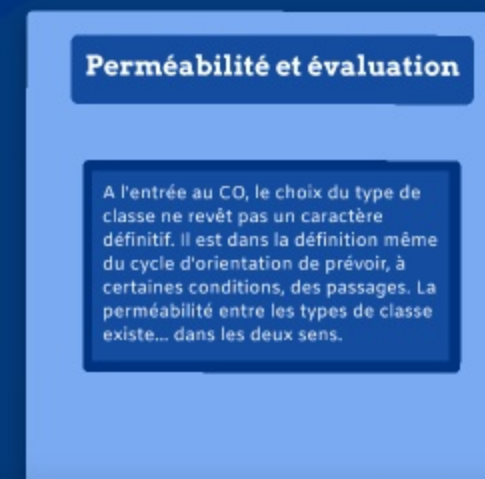 Perméabilité et évaluation
A l'entrée au CO, le choix du type de
classe ne revêt pas un caractère
définitif. Il est dans la définition même
du cycle d'orientation de prévoir, à
certaines conditions, des passages. La
perméabilité entre les types de classe
existe... dans les deux sens.